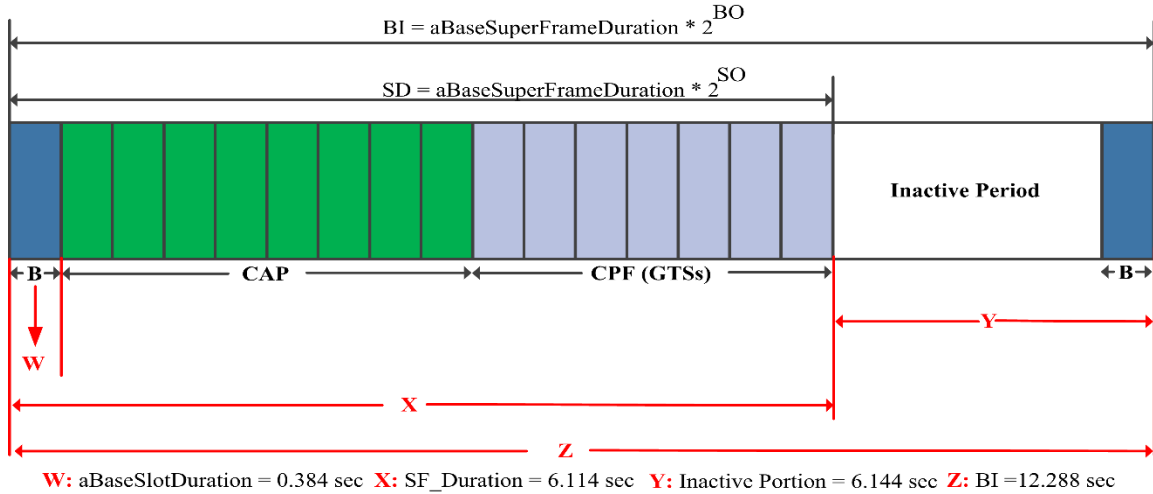 BI = aBaseSuperFrameDuration * 2^BO
SD = aBaseSuperFrameDuration * 2^SO
Inactive Period
B CAP CPF (GTSs) B
Y
W
X
Z
W: aBaseSlotDuration = 0.384 sec X: SF_Duration = 6.114 sec Y: Inactive Portion = 6.144 sec Z: BI =12.288 sec